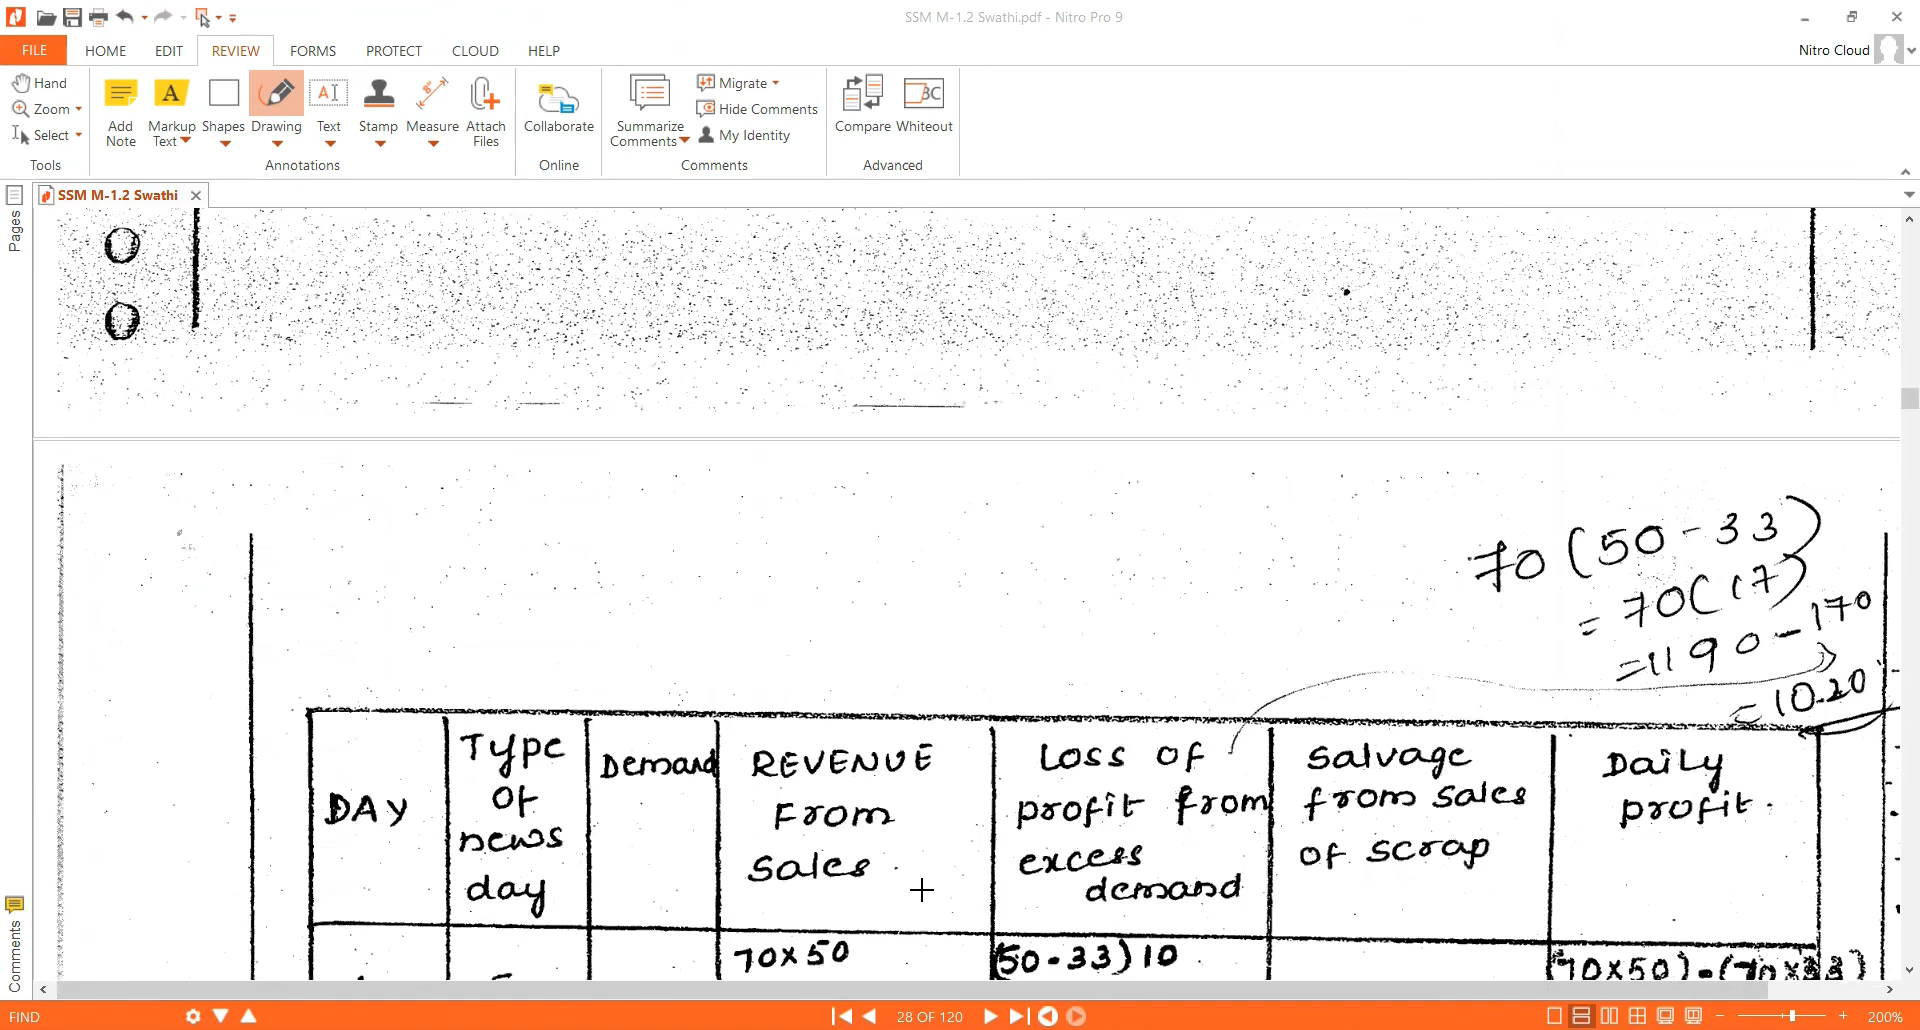 SSM M-1.2 Swathi.pdf - Nitro Pro 9
FILE HOME EDIT REVIEW FORMS PROTECT CLOUD HELP
Nitro Cloud
Hand
Zoom
Select
Tools
Add Note
Markup Text
Shapes
Drawing
Text
Stamp
Measure
Attach Files
Annotations
Collaborate
Online
Summarize Comments
Migrate
Hide Comments
My Identity
Comments
Compare
Whiteout
Advanced
SSM M-1.2 Swathi
Pages
70 (50-33)
= 70(17)
=1190-170
= 10.20
DAY
Type of news day
Demand
REVENUE From sales
Loss of profit from excess demand
Salvage from sales of scrap
Daily profit.
70x50
(50-33)10
(70x50)-(70x33)
Comments
FIND
28 OF 120
200%